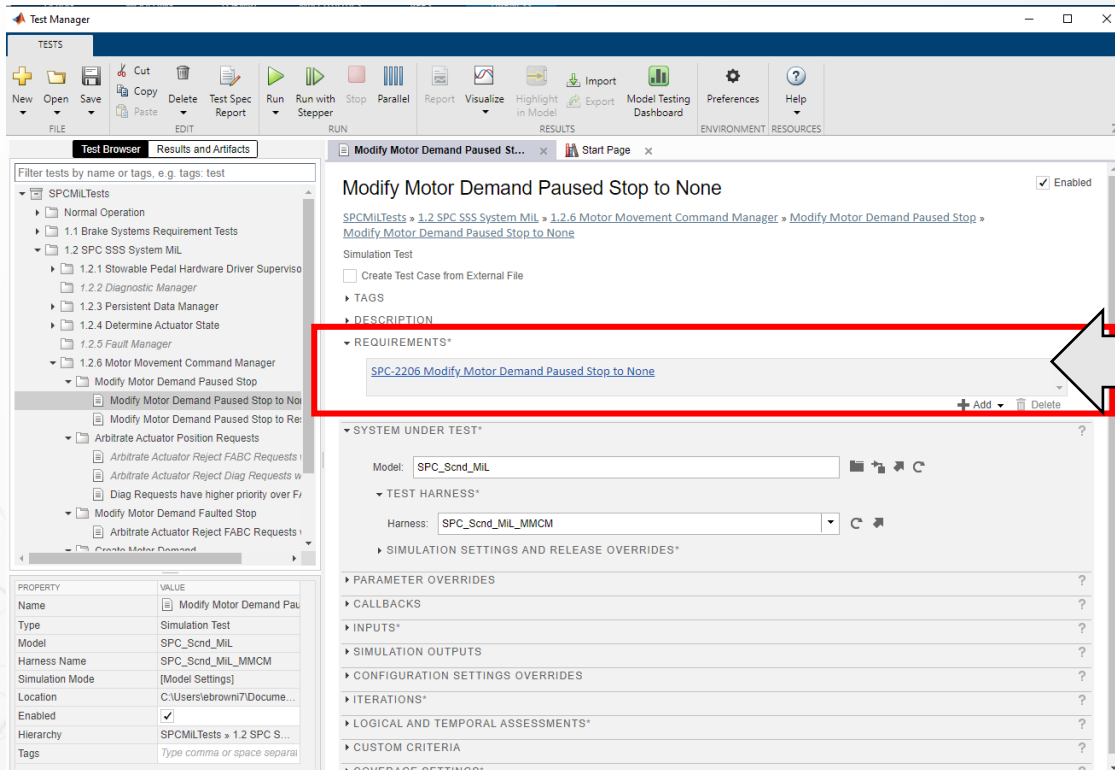 Test Manager
TESTS
New
Open
Save
Cut
Copy
Paste
Delete
Test Spec Report
Run
Run with Stepper
Stop
Parallel
Report
Visualize
Highlight in Model
Import
Export
Model Testing Dashboard
Preferences
Help
FILE
EDIT
RUN
RESULTS
ENVIRONMENT
RESOURCES
Test Browser
Results and Artifacts
Filter tests by name or tags, e.g. tags: test
SPCMiLTests
Normal Operation
1.1 Brake Systems Requirement Tests
1.2 SPC SSS System MiL
1.2.1 Stowable Pedal Hardware Driver Superviso
1.2.2 Diagnostic Manager
1.2.3 Persistent Data Manager
1.2.4 Determine Actuator State
1.2.5 Fault Manager
1.2.6 Motor Movement Command Manager
Modify Motor Demand Paused Stop
Modify Motor Demand Paused Stop to Non
Modify Motor Demand Paused Stop to Res
Arbitrate Actuator Position Requests
Arbitrate Actuator Reject FABC Requests
Arbitrate Actuator Reject Diag Requests w
Diag Requests have higher priority over FA
Modify Motor Demand Faulted Stop
Arbitrate Actuator Reject FABC Requests
Create Motor Demand
PROPERTY VALUE
Name Modify Motor Demand Pau
Type Simulation Test
Model SPC_Scnd_MiL
Harness Name SPC_Scnd_MiL_MMCM
Simulation Mode [Model Settings]
Location C:\Users\ebrowni7\Docume...
Enabled
Hierarchy SPCMiLTests » 1.2 SPC S...
Tags Type comma or space separat
Modify Motor Demand Paused St...
Start Page
Modify Motor Demand Paused Stop to None
Enabled
SPCMiLTests » 1.2 SPC SSS System MiL » 1.2.6 Motor Movement Command Manager » Modify Motor Demand Paused Stop »
Modify Motor Demand Paused Stop to None
Simulation Test
Create Test Case from External File
TAGS
DESCRIPTION
REQUIREMENTS*
SPC-2206 Modify Motor Demand Paused Stop to None
Add
Delete
SYSTEM UNDER TEST* ?
Model: SPC_Scnd_MiL
TEST HARNESS*
Harness: SPC_Scnd_MiL_MMCM
SIMULATION SETTINGS AND RELEASE OVERRIDES*
PARAMETER OVERRIDES ?
CALLBACKS ?
INPUTS* ?
SIMULATION OUTPUTS ?
CONFIGURATION SETTINGS OVERRIDES ?
ITERATIONS* ?
LOGICAL AND TEMPORAL ASSESSMENTS* ?
CUSTOM CRITERIA ?
COVERAGE SETTINGS* ?